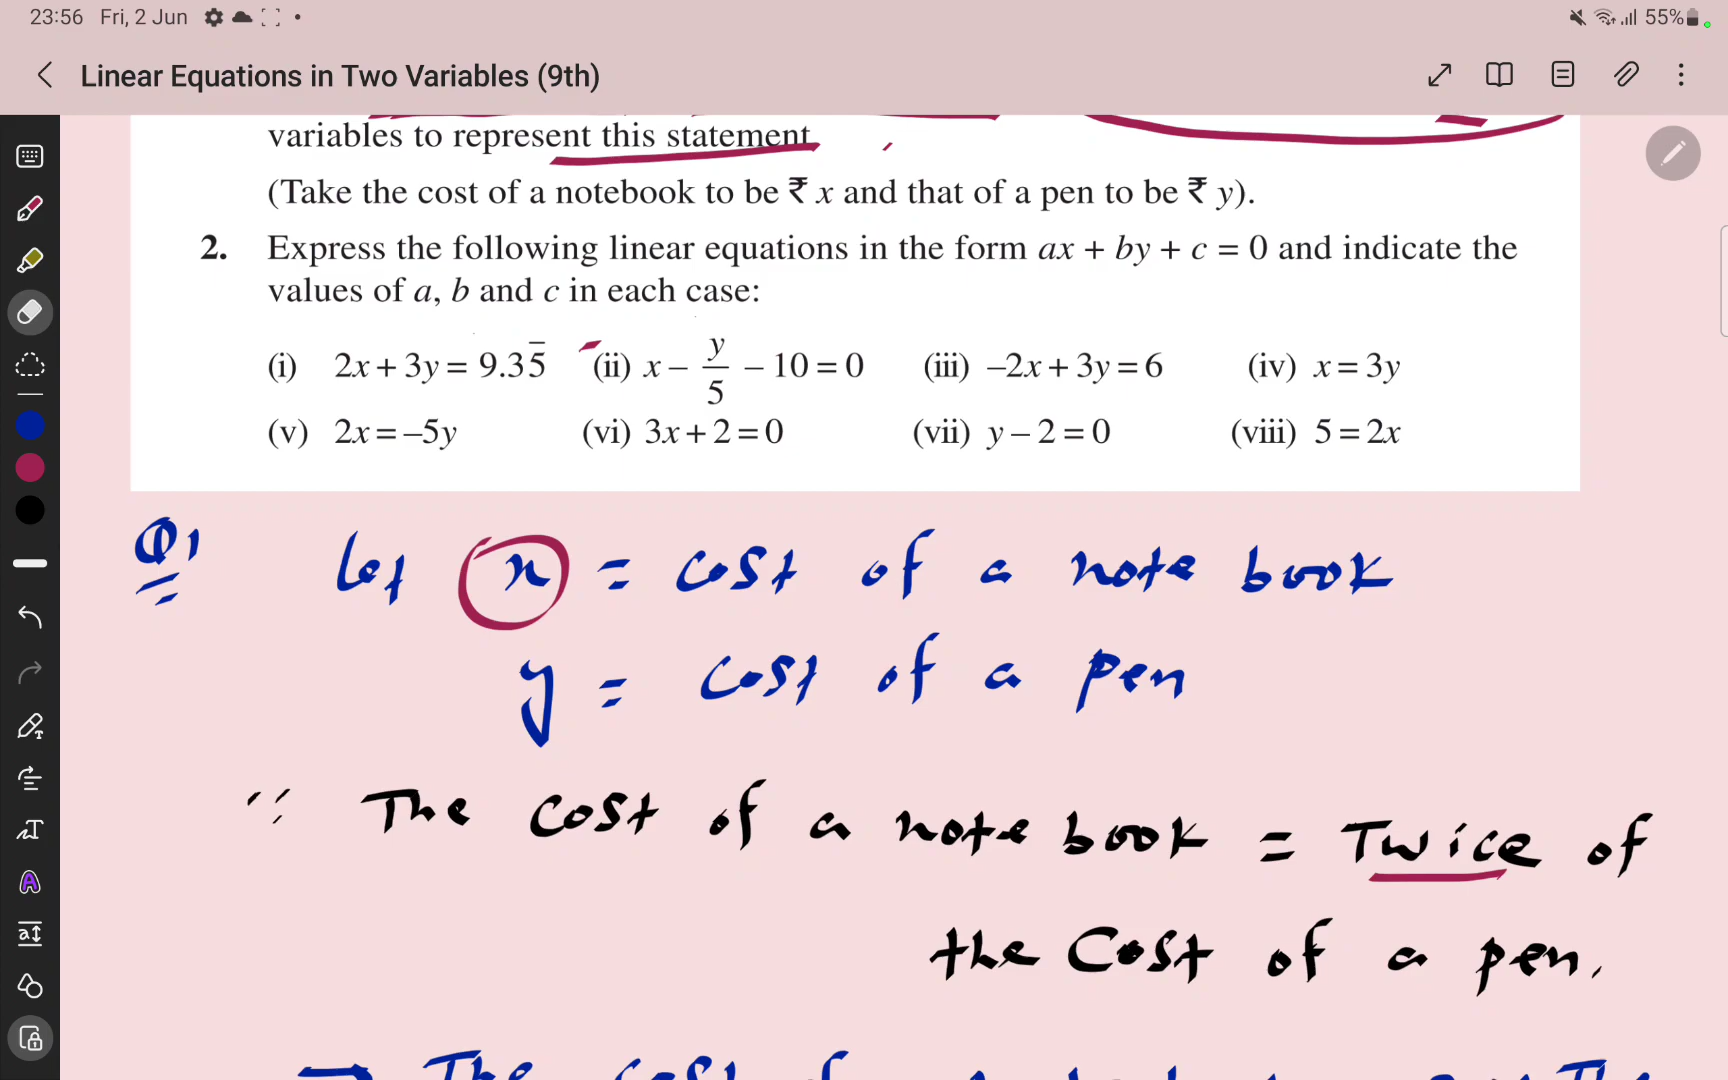 23:56 Fri, 2 Jun 55%
Linear Equations in Two Variables (9th)
variables to represent this statement
(Take the cost of a notebook to be ₹ x and that of a pen to be ₹ y).
2. Express the following linear equations in the form ax + by + c = 0 and indicate the
values of a, b and c in each case:
(i) 2x + 3y = 9.35̅ (ii) x – y/5 – 10 = 0 (iii) –2x + 3y = 6 (iv) x = 3y
(v) 2x = –5y (vi) 3x + 2 = 0 (vii) y – 2 = 0 (viii) 5 = 2x
Q1 Let x = cost of a note book
y = cost of a pen
∵ The cost of a note book = Twice of
the Cost of a pen.